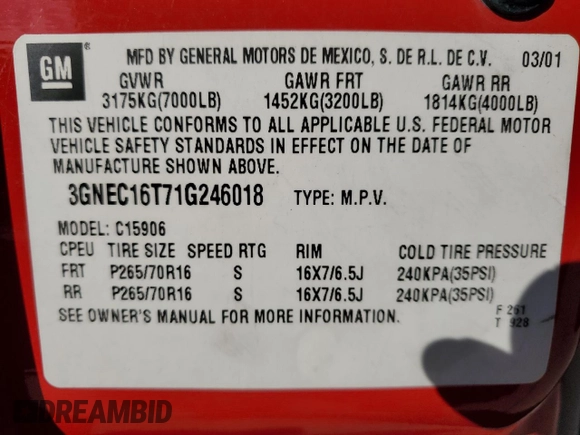 GM
®
MFD BY GENERAL MOTORS DE MEXICO, S. DE R.L. DE C.V. 03/01
GVWR GAWR FRT GAWR RR
3175KG(7000LB) 1452KG(3200LB) 1814KG(4000LB)
THIS VEHICLE CONFORMS TO ALL APPLICABLE U.S. FEDERAL MOTOR
VEHICLE SAFETY STANDARDS IN EFFECT ON THE DATE OF
MANUFACTURE SHOWN ABOVE.
3GNEC16T71G246018 TYPE: M.P.V.
MODEL: C15906
CPEU TIRE SIZE SPEED RTG RIM COLD TIRE PRESSURE
FRT P265/70R16 S 16X7/6.5J 240KPA(35PSI)
RR P265/70R16 S 16X7/6.5J 240KPA(35PSI)
SEE OWNER'S MANUAL FOR MORE INFORMATION.
F 261
T 928
DREAMBID